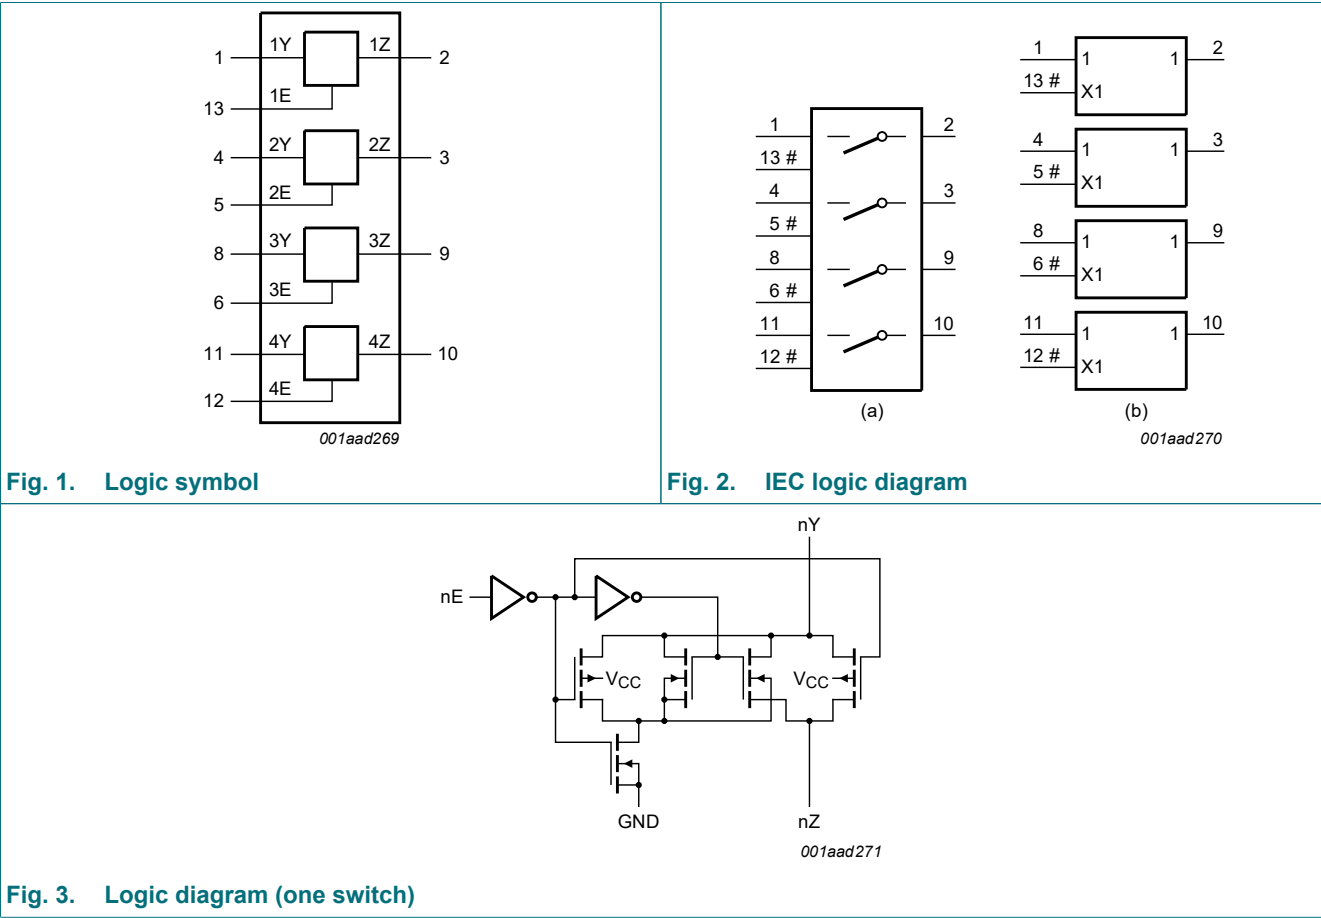 1Y
1Z
1
2
1E
13
2Y
2Z
4
3
2E
5
3Y
3Z
8
9
3E
6
4Y
4Z
11
10
4E
12
001aad269
Fig. 1. Logic symbol
1
2
13 #
4
3
5 #
8
9
6 #
11
10
12 #
(a)
1
2
1
1
13 #
X1
4
3
1
1
5 #
X1
8
9
1
1
6 #
X1
11
10
1
1
12 #
X1
(b)
001aad270
Fig. 2. IEC logic diagram
nY
nE
VCC
VCC
GND
nZ
001aad271
Fig. 3. Logic diagram (one switch)